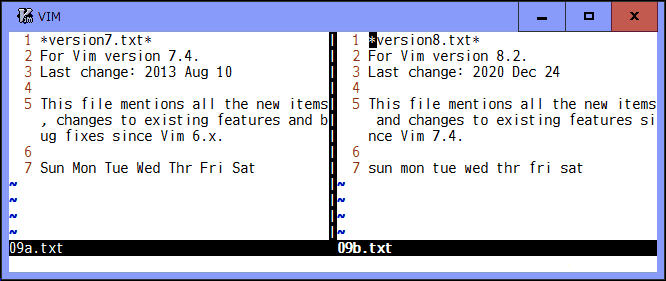 VIM
1 *version7.txt*
2 For Vim version 7.4.
3 Last change: 2013 Aug 10
4
5 This file mentions all the new items
, changes to existing features and b
ug fixes since Vim 6.x.
6
7 Sun Mon Tue Wed Thr Fri Sat
~
~
~
~
09a.txt
1 *version8.txt*
2 For Vim version 8.2.
3 Last change: 2020 Dec 24
4
5 This file mentions all the new items
and changes to existing features si
nce Vim 7.4.
6
7 sun mon tue wed thr fri sat
~
~
~
~
09b.txt